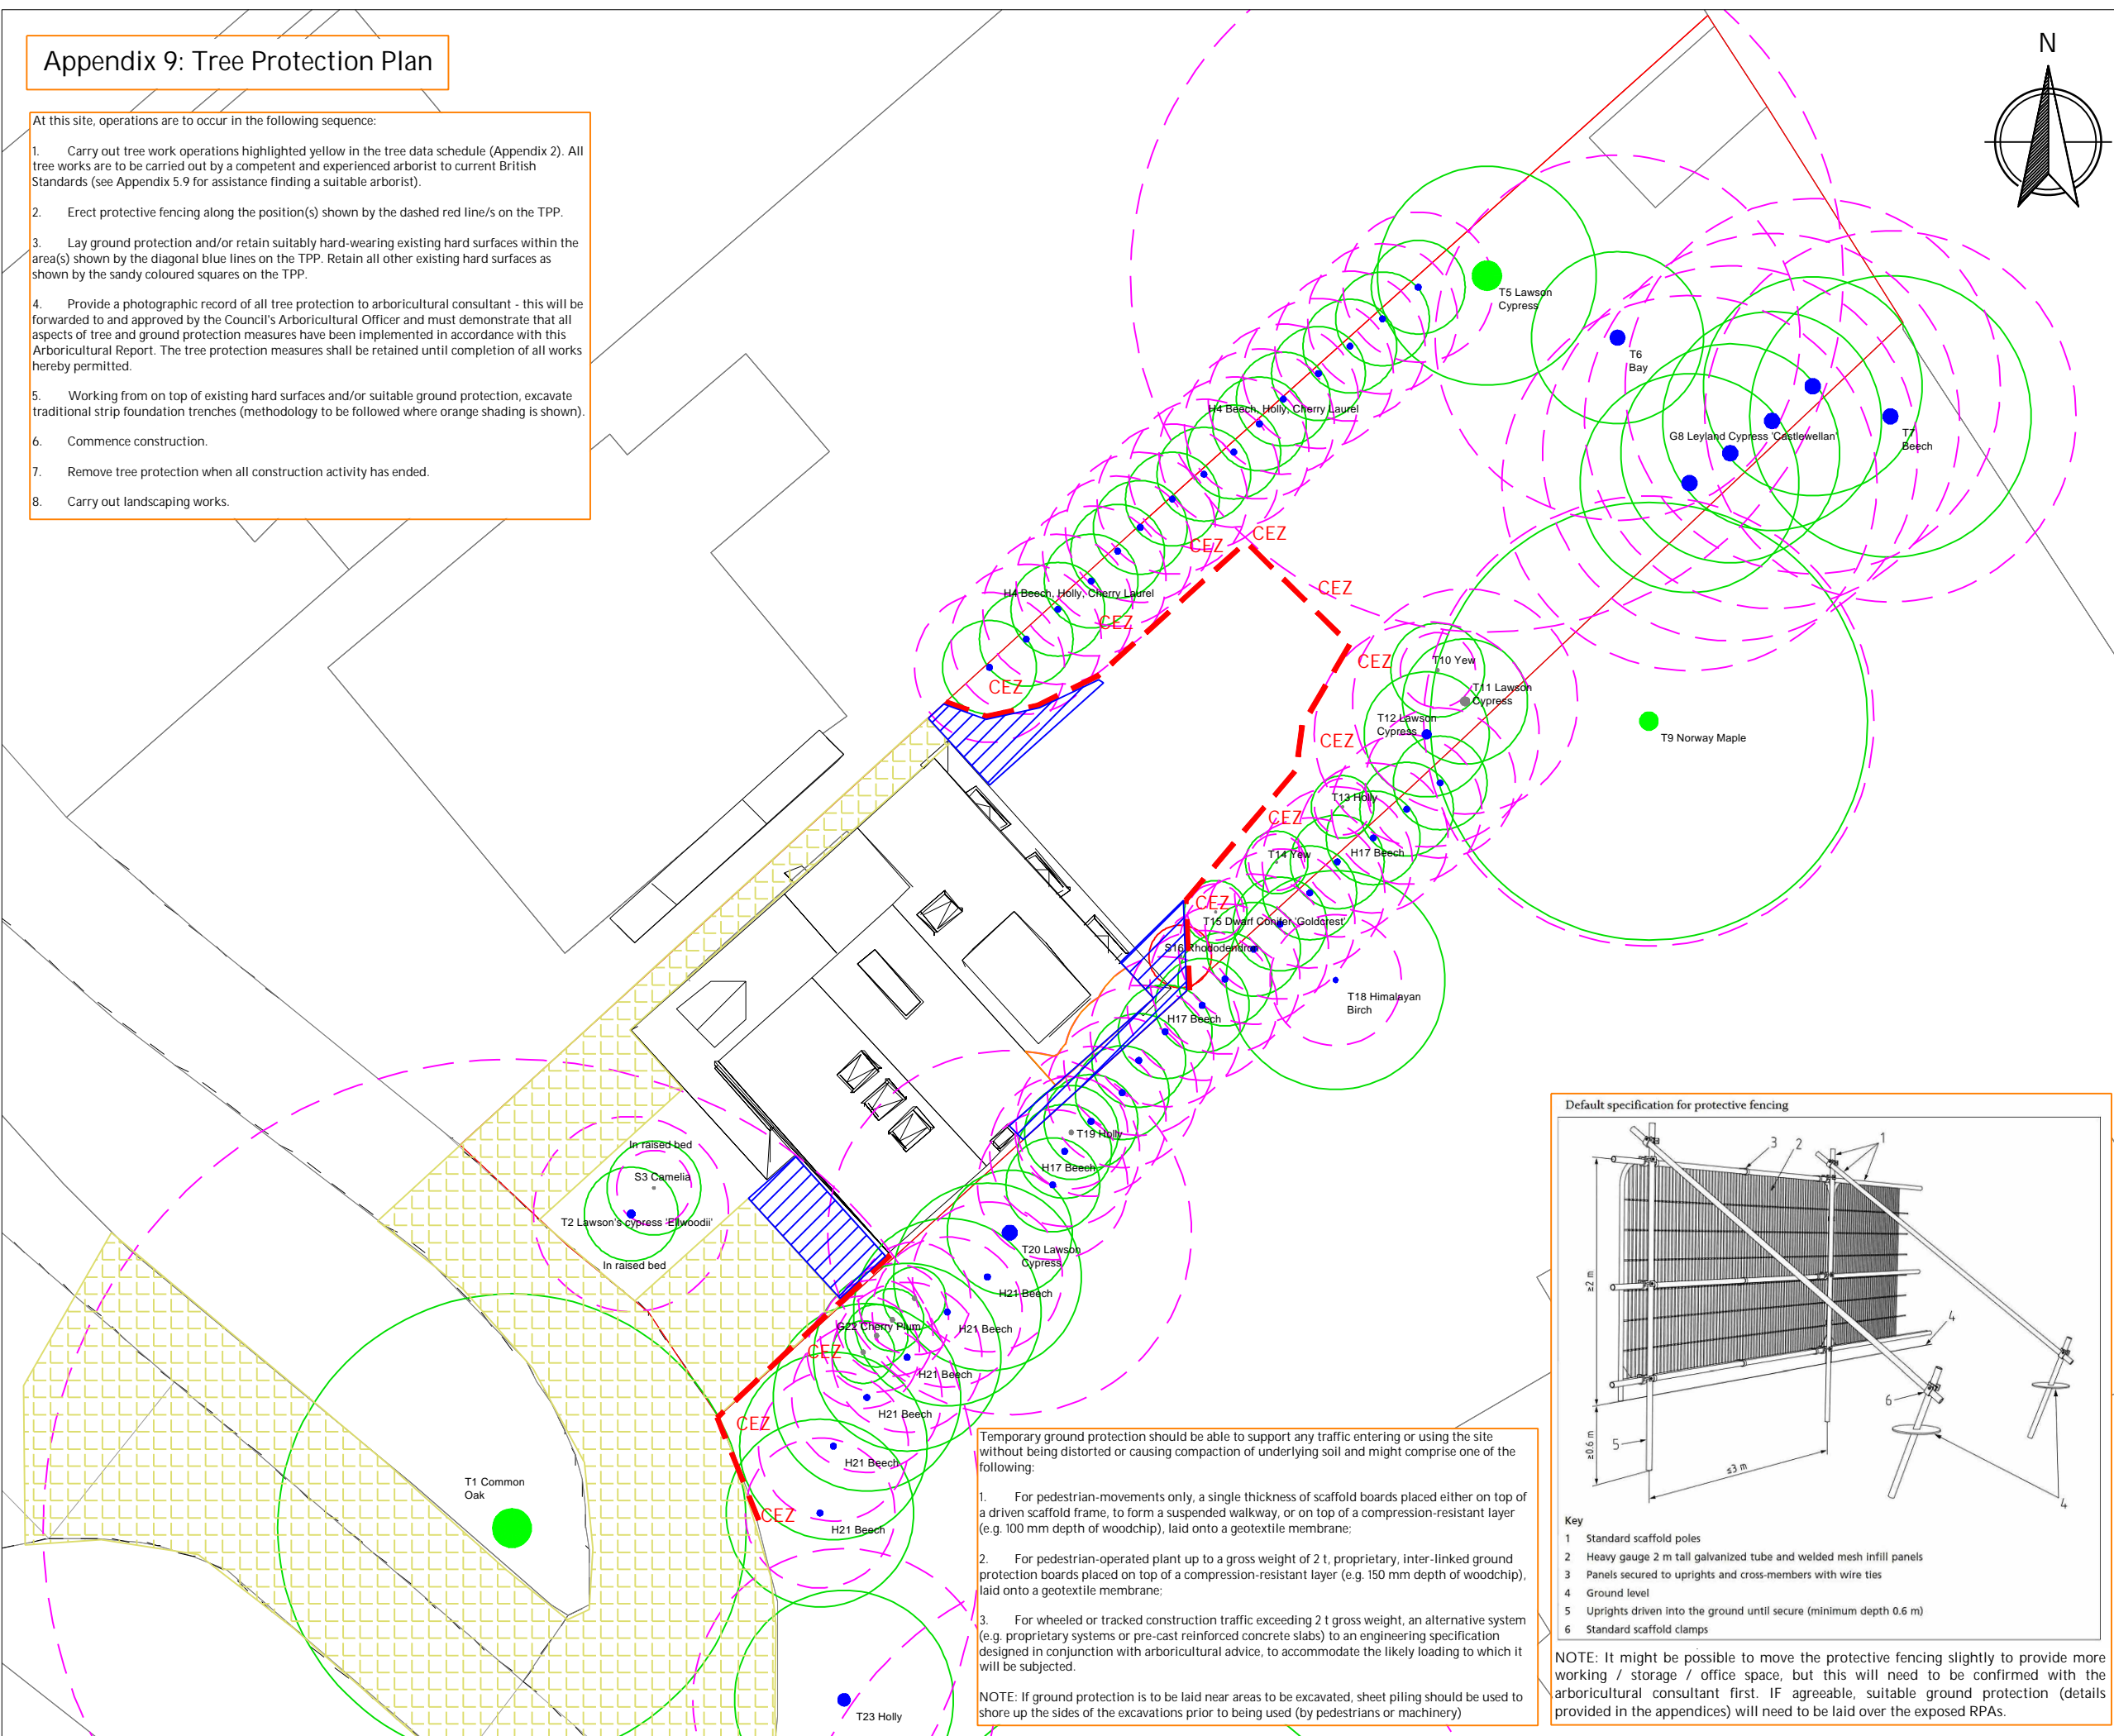 Appendix 9: Tree Protection Plan
At this site, operations are to occur in the following sequence:
1. Carry out tree work operations highlighted yellow in the tree data schedule (Appendix 2). All
tree works are to be carried out by a competent and experienced arborist to current British
Standards (see Appendix 5.9 for assistance finding a suitable arborist).
2. Erect protective fencing along the position(s) shown by the dashed red line/s on the TPP.
3. Lay ground protection and/or retain suitably hard-wearing existing hard surfaces within the
area(s) shown by the diagonal blue lines on the TPP. Retain all other existing hard surfaces as
shown by the sandy coloured squares on the TPP.
4. Provide a photographic record of all tree protection to arboricultural consultant - this will be
forwarded to and approved by the Council's Arboricultural Officer and must demonstrate that all
aspects of tree and ground protection measures have been implemented in accordance with this
Arboricultural Report. The tree protection measures shall be retained until completion of all works
hereby permitted.
5. Working from on top of existing hard surfaces and/or suitable ground protection, excavate
traditional strip foundation trenches (methodology to be followed where orange shading is shown).
6. Commence construction.
7. Remove tree protection when all construction activity has ended.
8. Carry out landscaping works.
N
T5 Lawson
Cypress
T6
Bay
H4 Beech, Holly, Cherry Laurel
G8 Leyland Cypress 'Castlewellan'
T7
Beech
CEZ
CEZ
CEZ
H4 Beech, Holly, Cherry Laurel
CEZ
CEZ
CEZ
T10 Yew
T11 Lawson
Cypress
T12 Lawson
Cypress
CEZ
T9 Norway Maple
T13 Holly
CEZ
T14 Yew
H17 Beech
CEZ
T15 Dwarf Conifer 'Goldcrest'
S16 Rhododendron
T18 Himalayan
Birch
H17 Beech
T19 Holly
H17 Beech
In raised bed
S3 Camelia
T2 Lawson's cypress 'Ellwoodii'
In raised bed
T20 Lawson
Cypress
H21 Beech
G22 Cherry Plum
H21 Beech
CEZ
H21 Beech
H21 Beech
CEZ
H21 Beech
T1 Common
Oak
CEZ
H21 Beech
T23 Holly
Temporary ground protection should be able to support any traffic entering or using the site
without being distorted or causing compaction of underlying soil and might comprise one of the
following:
1. For pedestrian-movements only, a single thickness of scaffold boards placed either on top of
a driven scaffold frame, to form a suspended walkway, or on top of a compression-resistant layer
(e.g. 100 mm depth of woodchip), laid onto a geotextile membrane;
2. For pedestrian-operated plant up to a gross weight of 2 t, proprietary, inter-linked ground
protection boards placed on top of a compression-resistant layer (e.g. 150 mm depth of woodchip),
laid onto a geotextile membrane;
3. For wheeled or tracked construction traffic exceeding 2 t gross weight, an alternative system
(e.g. proprietary systems or pre-cast reinforced concrete slabs) to an engineering specification
designed in conjunction with arboricultural advice, to accommodate the likely loading to which it
will be subjected.
NOTE: If ground protection is to be laid near areas to be excavated, sheet piling should be used to
shore up the sides of the excavations prior to being used (by pedestrians or machinery)
Default specification for protective fencing
3
2
1
≥2 m
4
6
5
≥0.6 m
≤3 m
4
Key
1 Standard scaffold poles
2 Heavy gauge 2 m tall galvanized tube and welded mesh infill panels
3 Panels secured to uprights and cross-members with wire ties
4 Ground level
5 Uprights driven into the ground until secure (minimum depth 0.6 m)
6 Standard scaffold clamps
NOTE: It might be possible to move the protective fencing slightly to provide more
working / storage / office space, but this will need to be confirmed with the
arboricultural consultant first. IF agreeable, suitable ground protection (details
provided in the appendices) will need to be laid over the exposed RPAs.